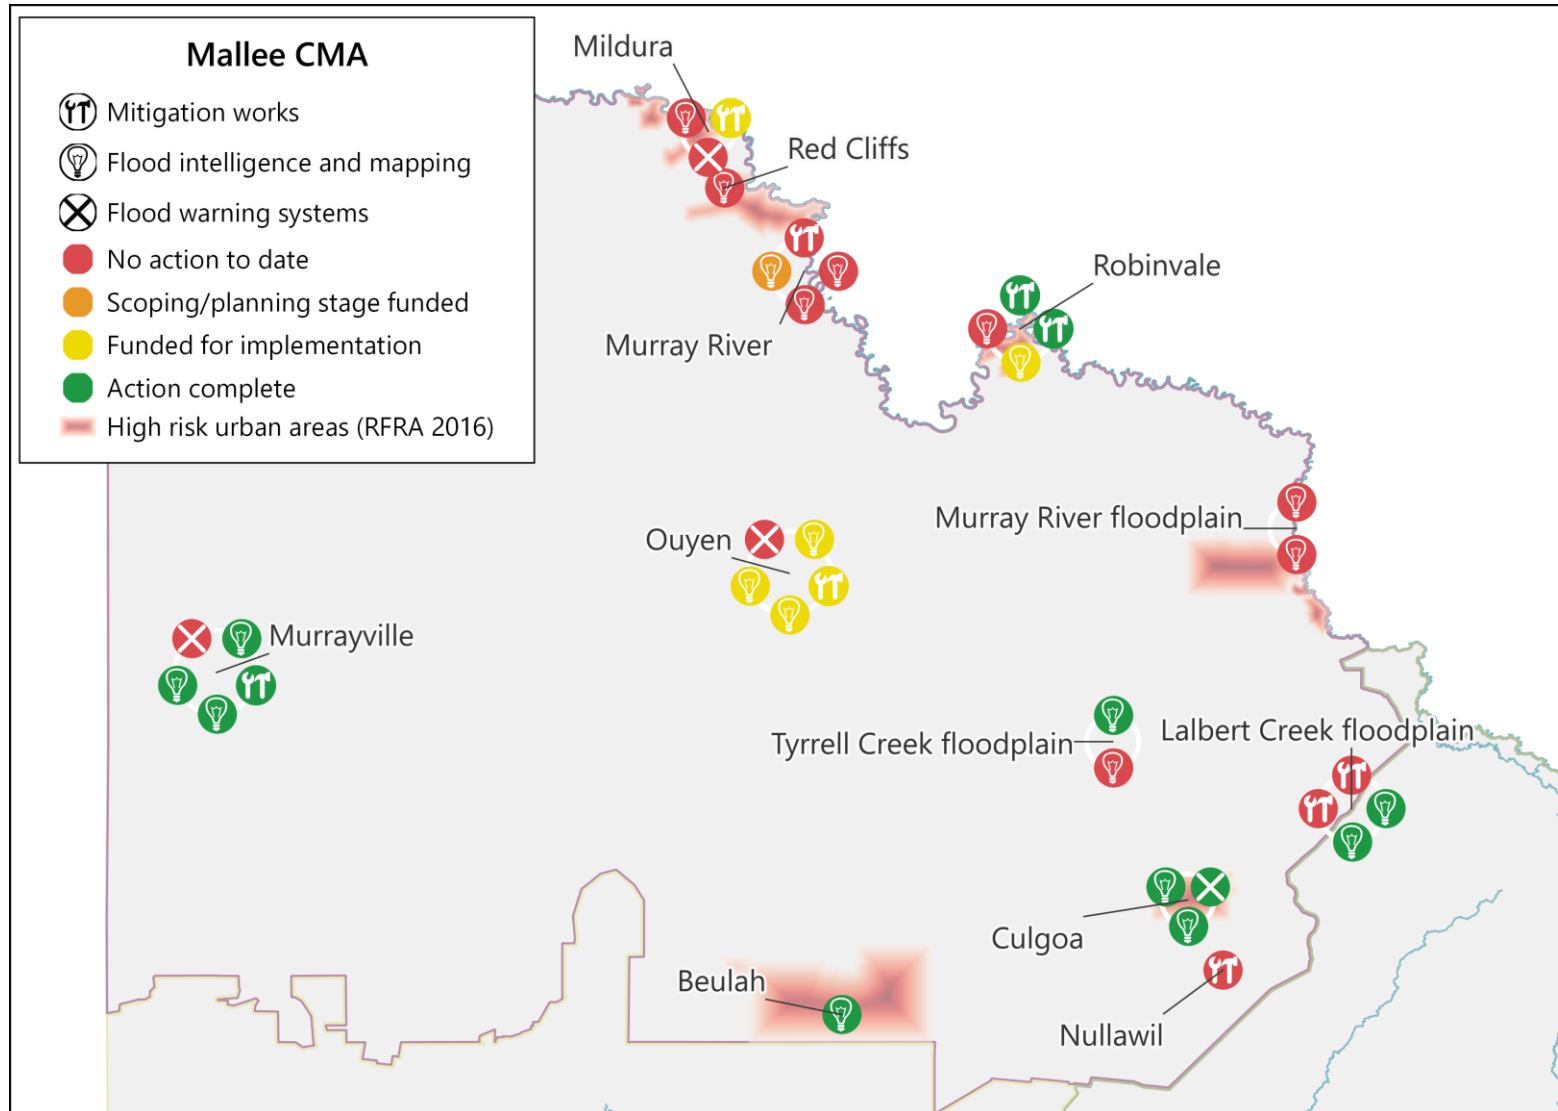 Mallee CMA
Mitigation works
Flood intelligence and mapping
Flood warning systems
No action to date
Scoping/planning stage funded
Funded for implementation
Action complete
High risk urban areas (RFRA 2016)
Mildura
Red Cliffs
Robinvale
Murray River
Murray River floodplain
Ouyen
Murrayville
Tyrrell Creek floodplain
Lalbert Creek floodplain
Culgoa
Beulah
Nullawil